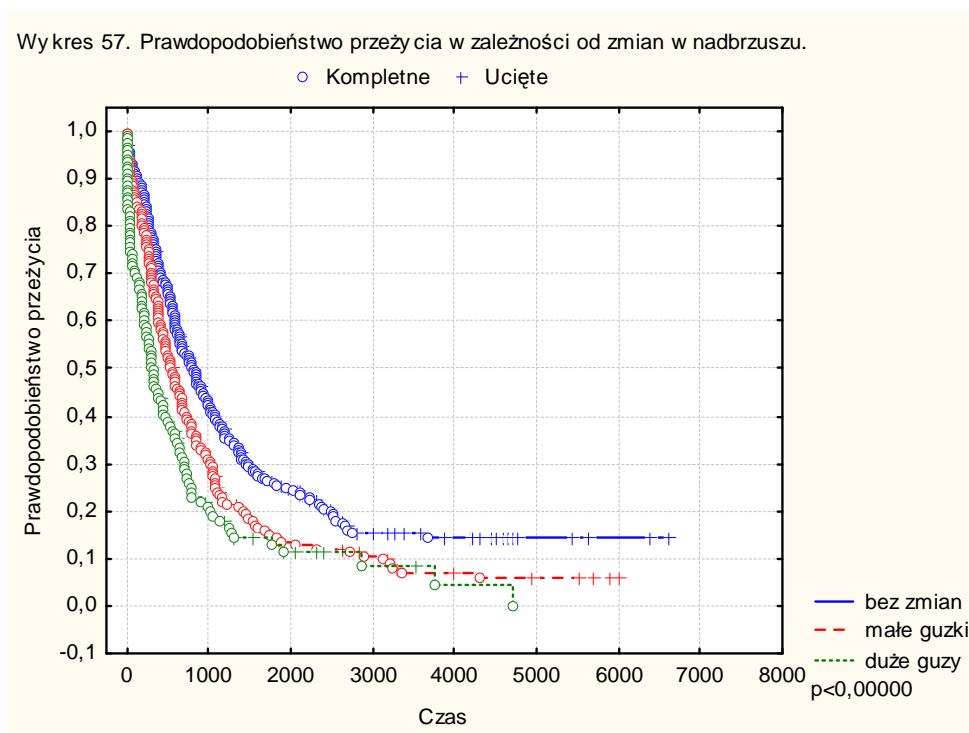 Wykres 57. Prawdopodobieństwo przeżycia w zależności od zmian w nadbrzuszu.
Kompletne Ucięte
Prawdopodobieństwo przeżycia
1,0
0,9
0,8
0,7
0,6
0,5
0,4
0,3
0,2
0,1
0,0
-0,1
0 1000 2000 3000 4000 5000 6000 7000 8000
Czas
bez zmian
małe guzki
duże guzy
p<0,00000